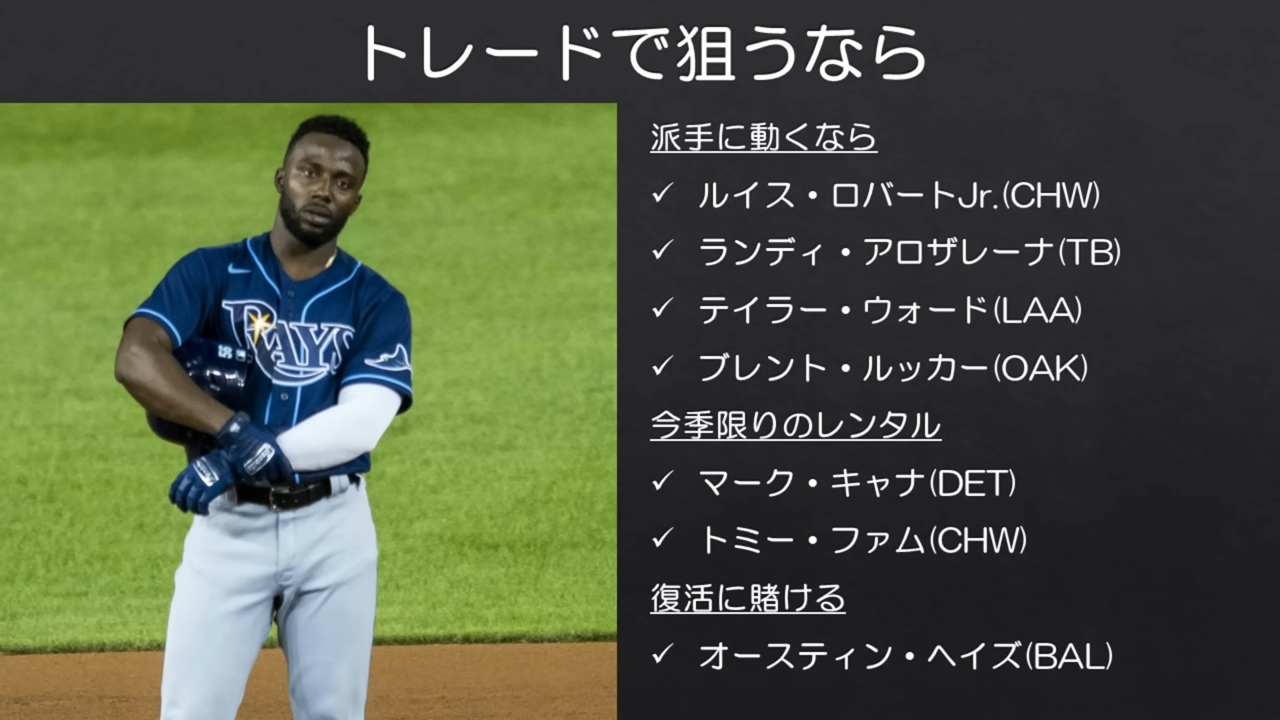 トレードで狙うなら
派手に動くなら
✓ ルイス・ロバートJr.(CHW)
✓ ランディ・アロザレーナ(TB)
✓ テイラー・ウォード(LAA)
✓ ブレント・ルッカー(OAK)
今季限りのレンタル
✓ マーク・キャナ(DET)
✓ トミー・ファム(CHW)
復活に賭ける
✓ オースティン・ヘイズ(BAL)
RAYS